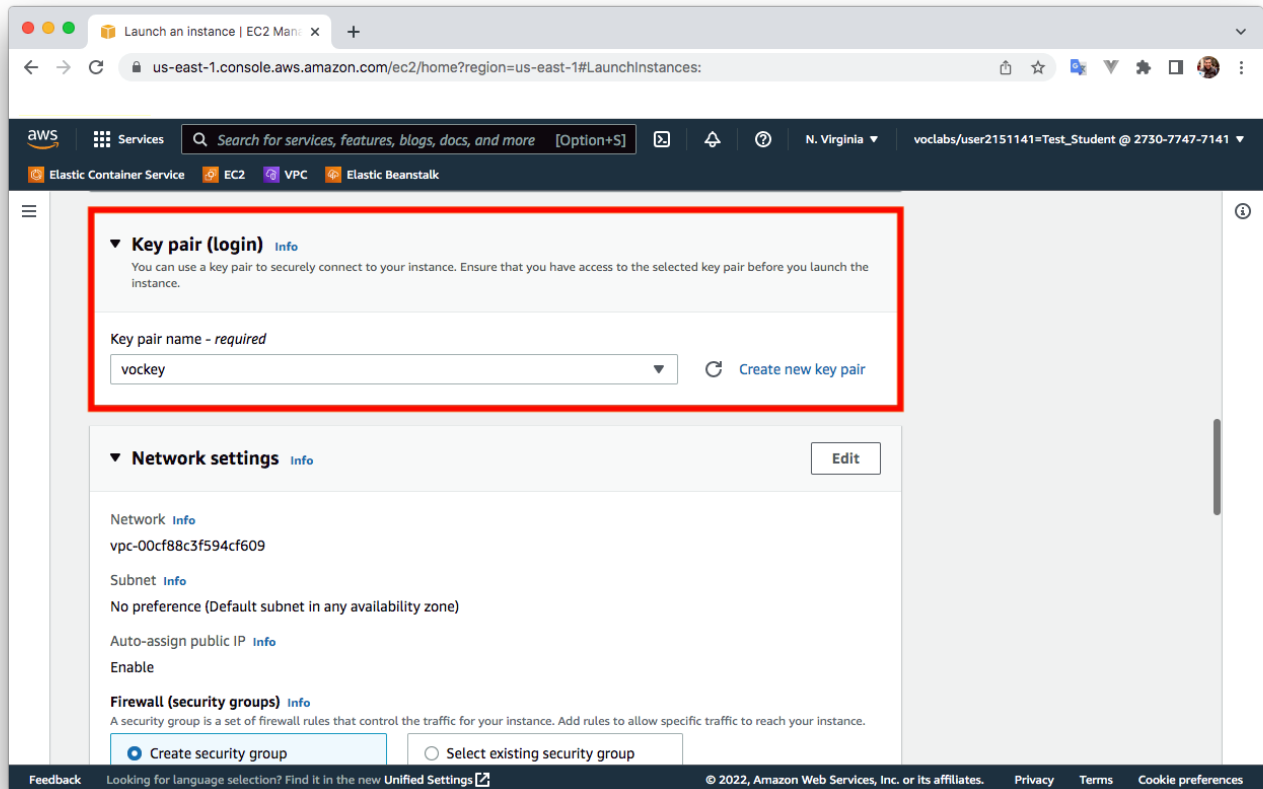 Launch an instance | EC2 Man
us-east-1.console.aws.amazon.com/ec2/home?region=us-east-1#LaunchInstances:
aws Services Search for services, features, blogs, docs, and more [Option+S] N. Virginia voclabs/user2151141=Test_Student @ 2730-7747-7141
Elastic Container Service EC2 VPC Elastic Beanstalk
Key pair (login) Info
You can use a key pair to securely connect to your instance. Ensure that you have access to the selected key pair before you launch the
instance.
Key pair name - required
vockey Create new key pair
Network settings Info Edit
Network Info
vpc-00cf88c3f594cf609
Subnet Info
No preference (Default subnet in any availability zone)
Auto-assign public IP Info
Enable
Firewall (security groups) Info
A security group is a set of firewall rules that control the traffic for your instance. Add rules to allow specific traffic to reach your instance.
Create security group Select existing security group
Feedback Looking for language selection? Find it in the new Unified Settings © 2022, Amazon Web Services, Inc. or its affiliates. Privacy Terms Cookie preferences